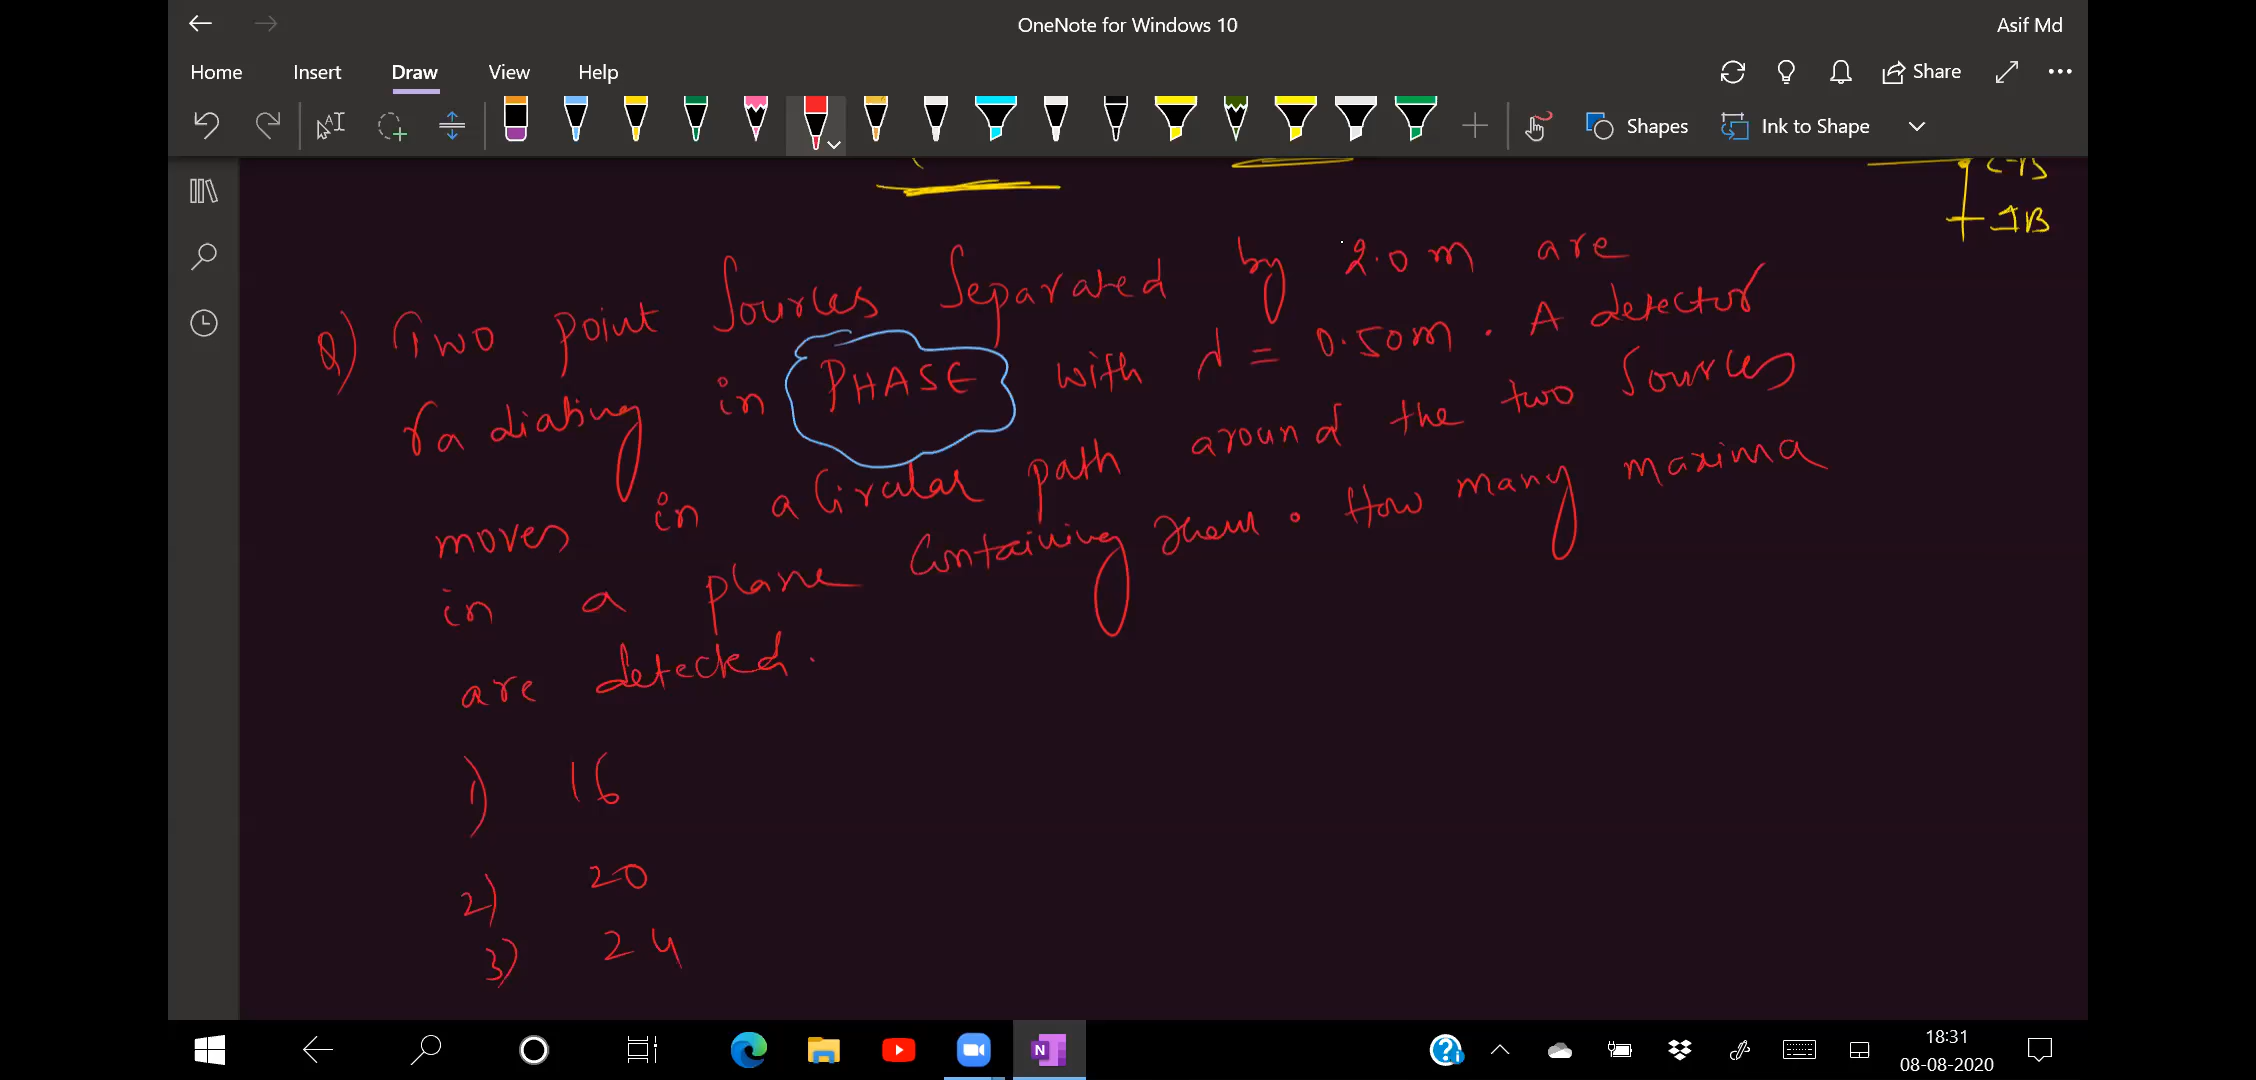 OneNote for Windows 10
Asif Md
Home Insert Draw View Help
Share
Shapes
Ink to Shape
IB
Q) Two point Sources Separated by 2.0 m are
radiating in PHASE with λ = 0.50m. A detector
moves in a Circular path around the two Sources
in a plane Containing them. How many maxima
are detected.
1) 16
2) 20
3) 24
18:31
08-08-2020